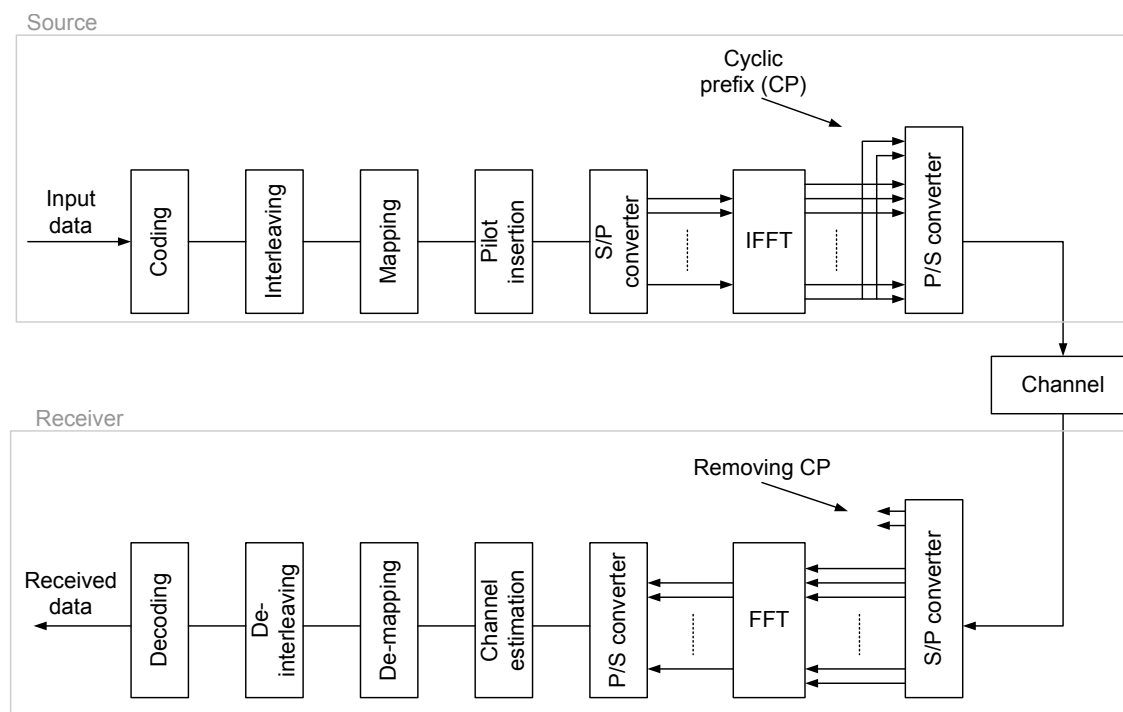 Source
Cyclic
prefix (CP)
Input
data
Coding
Interleaving
Mapping
Pilot
insertion
S/P
converter
IFFT
P/S converter
Channel
Receiver
Removing CP
Received
data
Decoding
De-
interleaving
De-mapping
Channel
estimation
P/S converter
FFT
S/P converter